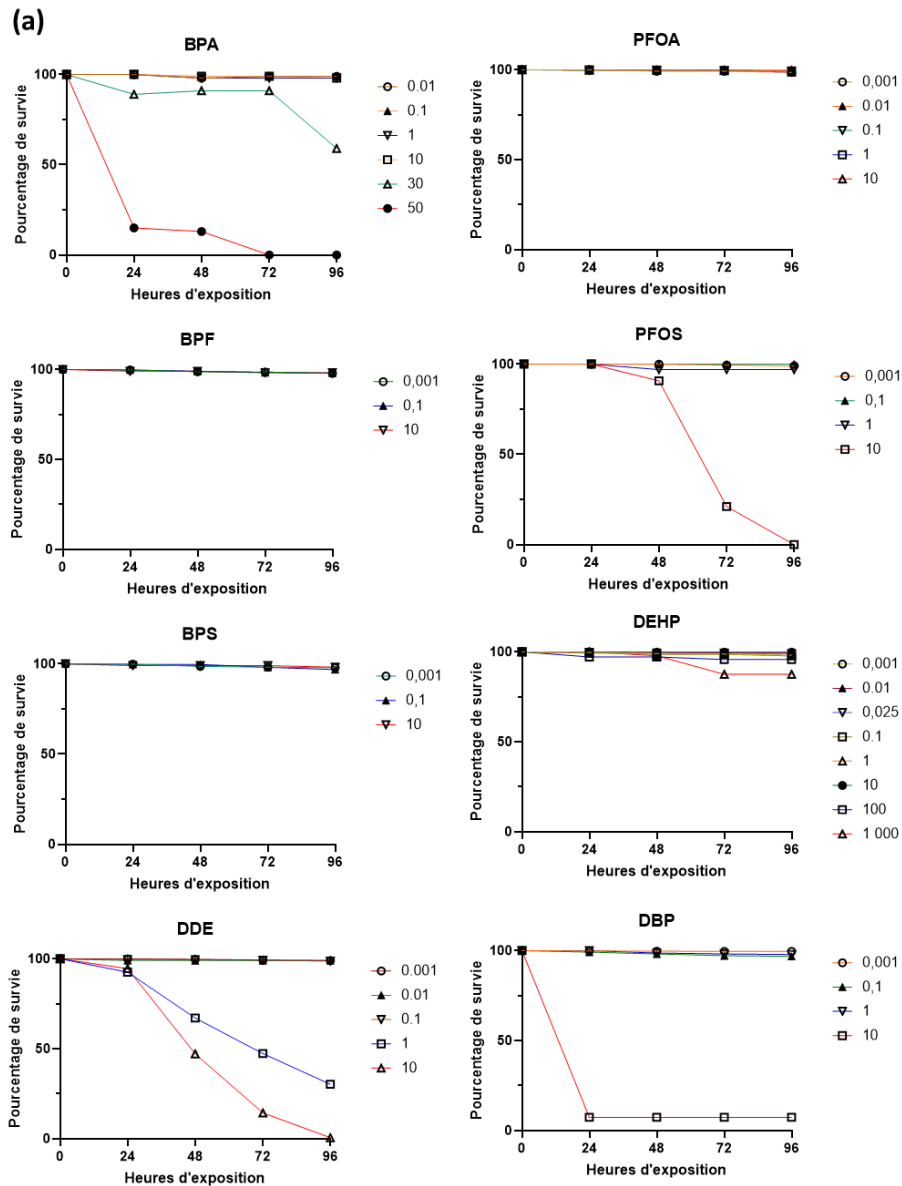 (a)
BPA
Pourcentage de survie
100
50
0
0 24 48 72 96
Heures d'exposition
0.01
0.1
1
10
30
50
PFOA
Pourcentage de survie
100
50
0
0 24 48 72 96
Heures d'exposition
0,001
0.01
0.1
1
10
BPF
Pourcentage de survie
100
50
0
0 24 48 72 96
Heures d'exposition
0,001
0,1
10
PFOS
Pourcentage de survie
100
50
0
0 24 48 72 96
Heures d'exposition
0,001
0,1
1
10
BPS
Pourcentage de survie
100
50
0
0 24 48 72 96
Heures d'exposition
0,001
0,1
10
DEHP
Pourcentage de survie
100
50
0
0 24 48 72 96
Heures d'exposition
0,001
0.01
0,025
0.1
1
10
100
1 000
DDE
Pourcentage de survie
100
50
0
0 24 48 72 96
Heures d'exposition
0.001
0.01
0.1
1
10
DBP
Pourcentage de survie
100
50
0
0 24 48 72 96
Heures d'exposition
0,001
0,1
1
10